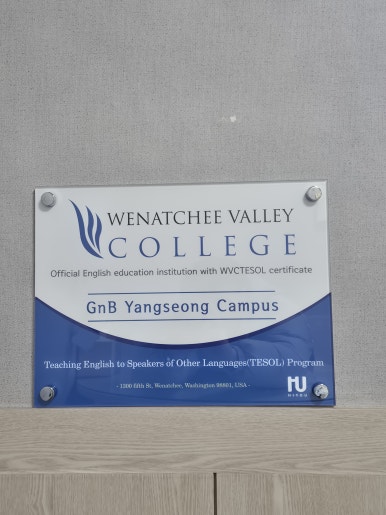 WENATCHEE VALLEY
COLLEGE
Official English education institution with WVCTESOL certificate
GnB Yangseong Campus
Teaching English to Speakers of Other Languages(TESOL) Program
- 1300 fifth St. Wenatchee, Washington 98801, USA -